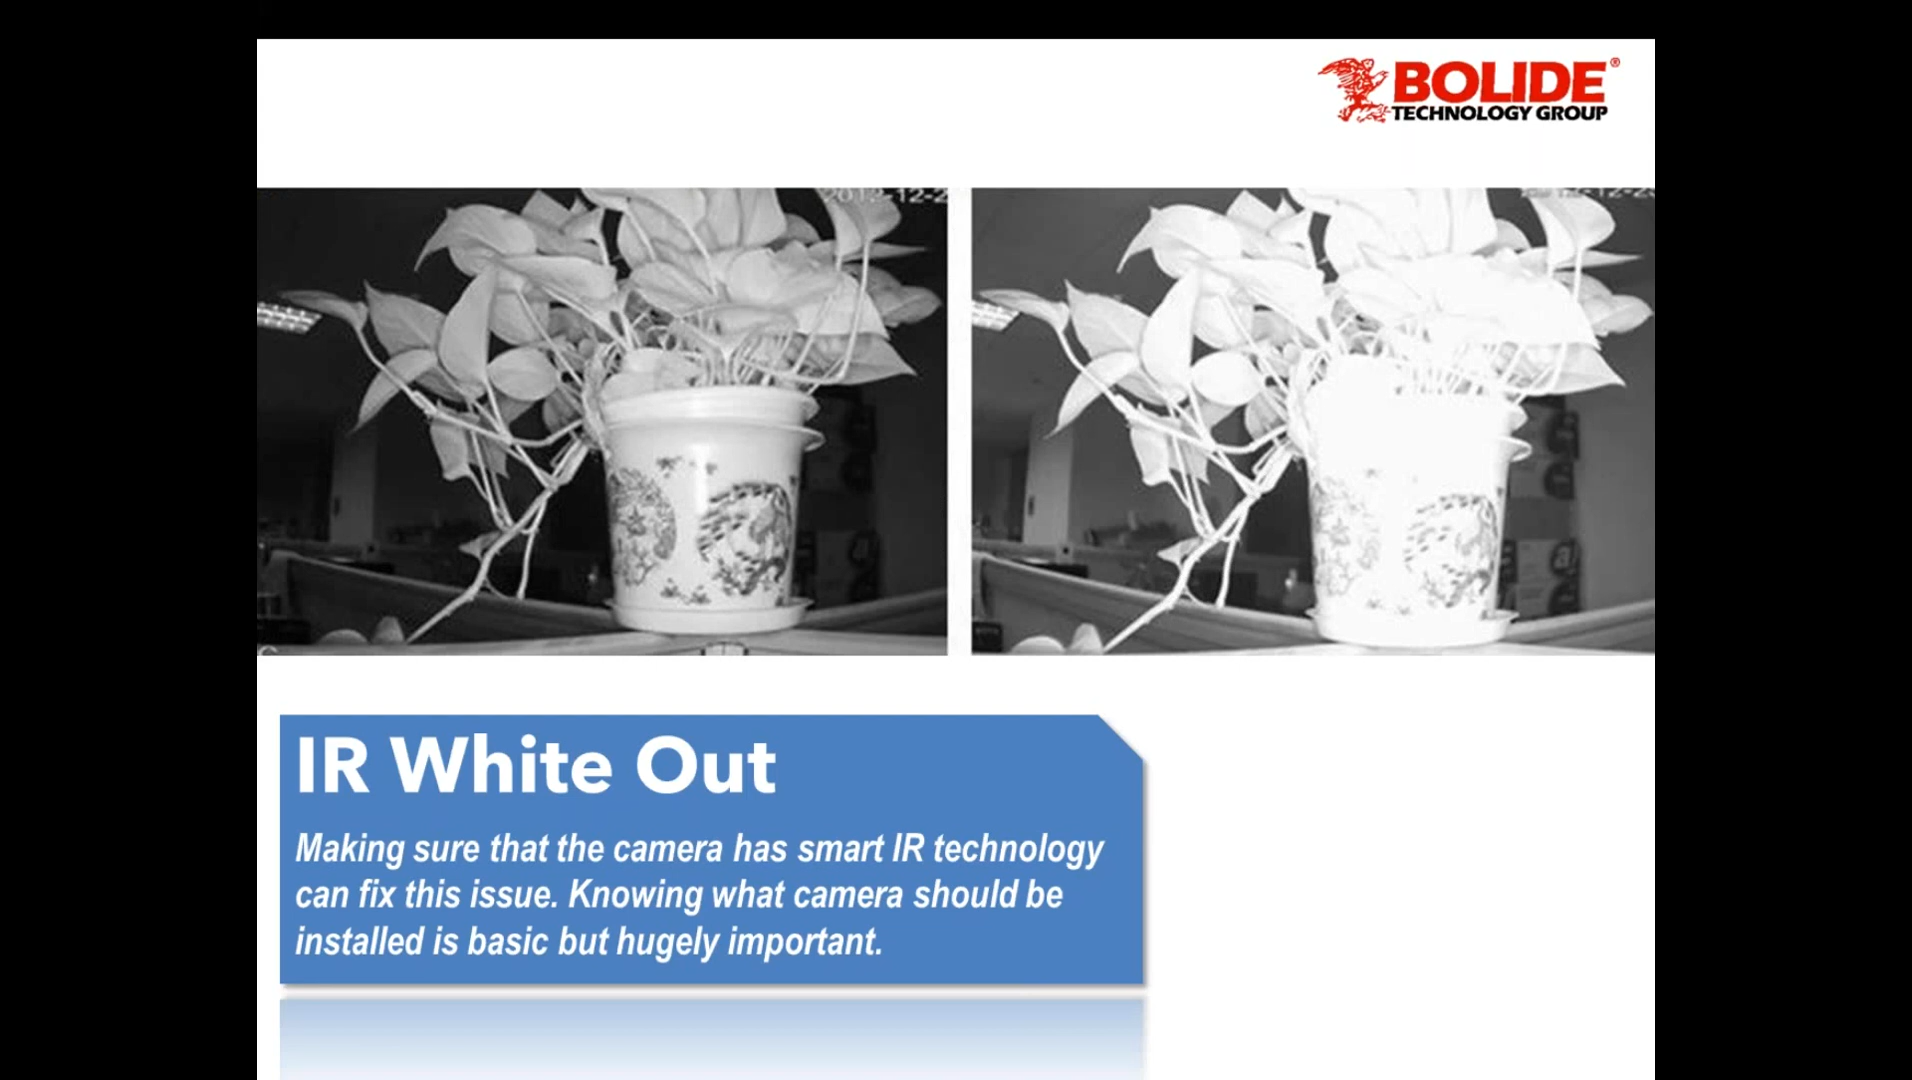 BOLIDE®
TECHNOLOGY GROUP
IR White Out
Making sure that the camera has smart IR technology
can fix this issue. Knowing what camera should be
installed is basic but hugely important.